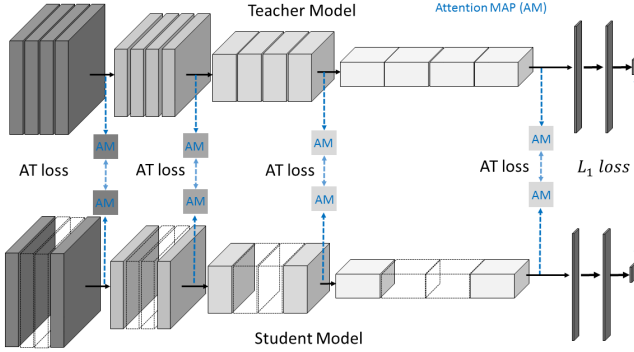 Teacher Model
Attention MAP (AM)
AM AM AM AM
AT loss AT loss AT loss AT loss L₁ loss
AM AM AM AM
Student Model